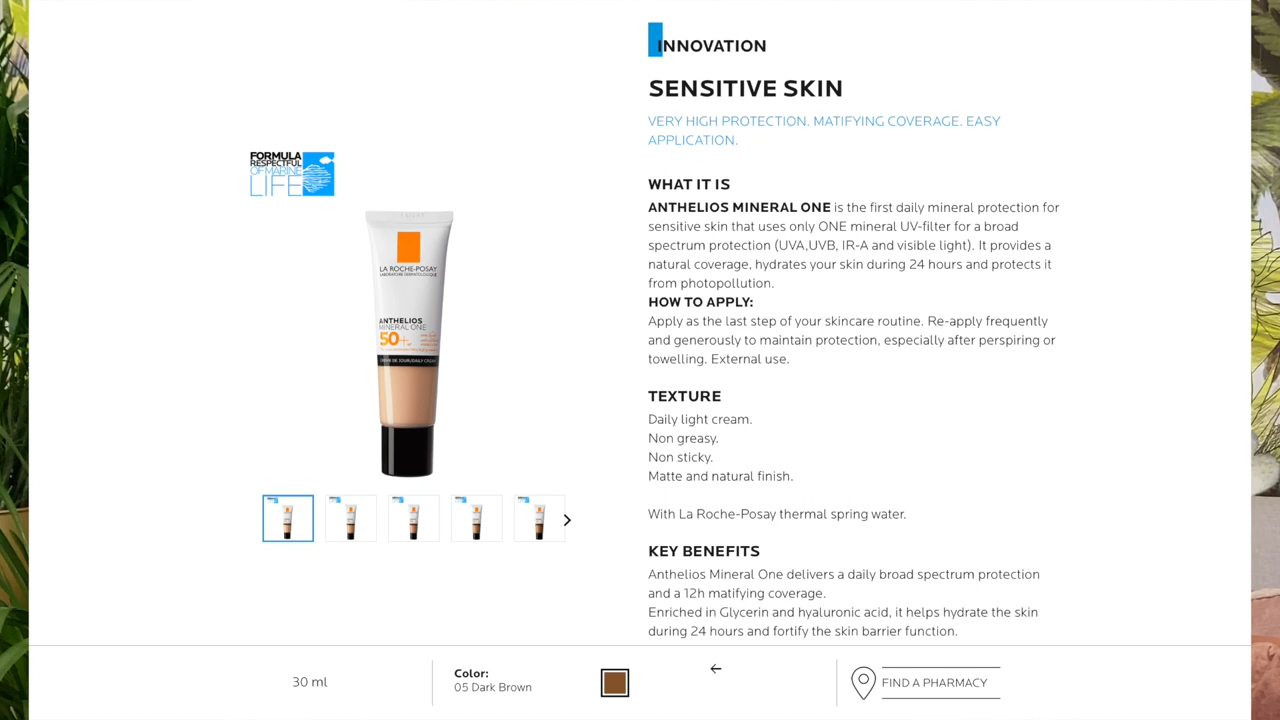 INNOVATION
SENSITIVE SKIN
VERY HIGH PROTECTION. MATIFYING COVERAGE. EASY
APPLICATION.
FORMULA
RESPECTFUL
OF MARINE
LIFE
WHAT IT IS
ANTHELIOS MINERAL ONE is the first daily mineral protection for
sensitive skin that uses only ONE mineral UV-filter for a broad
spectrum protection (UVA,UVB, IR-A and visible light). It provides a
natural coverage, hydrates your skin during 24 hours and protects it
from photopollution.
HOW TO APPLY:
Apply as the last step of your skincare routine. Re-apply frequently
and generously to maintain protection, especially after perspiring or
towelling. External use.
LA ROCHE-POSAY
LABORATOIRE DERMATOLOGIQUE
ANTHELIOS
MINERAL ONE
50+
CRÈME DE JOUR/DAILY CREAM
TEXTURE
Daily light cream.
Non greasy.
Non sticky.
Matte and natural finish.
With La Roche-Posay thermal spring water.
KEY BENEFITS
Anthelios Mineral One delivers a daily broad spectrum protection
and a 12h matifying coverage.
Enriched in Glycerin and hyaluronic acid, it helps hydrate the skin
during 24 hours and fortify the skin barrier function.
30 ml
Color:
05 Dark Brown
FIND A PHARMACY